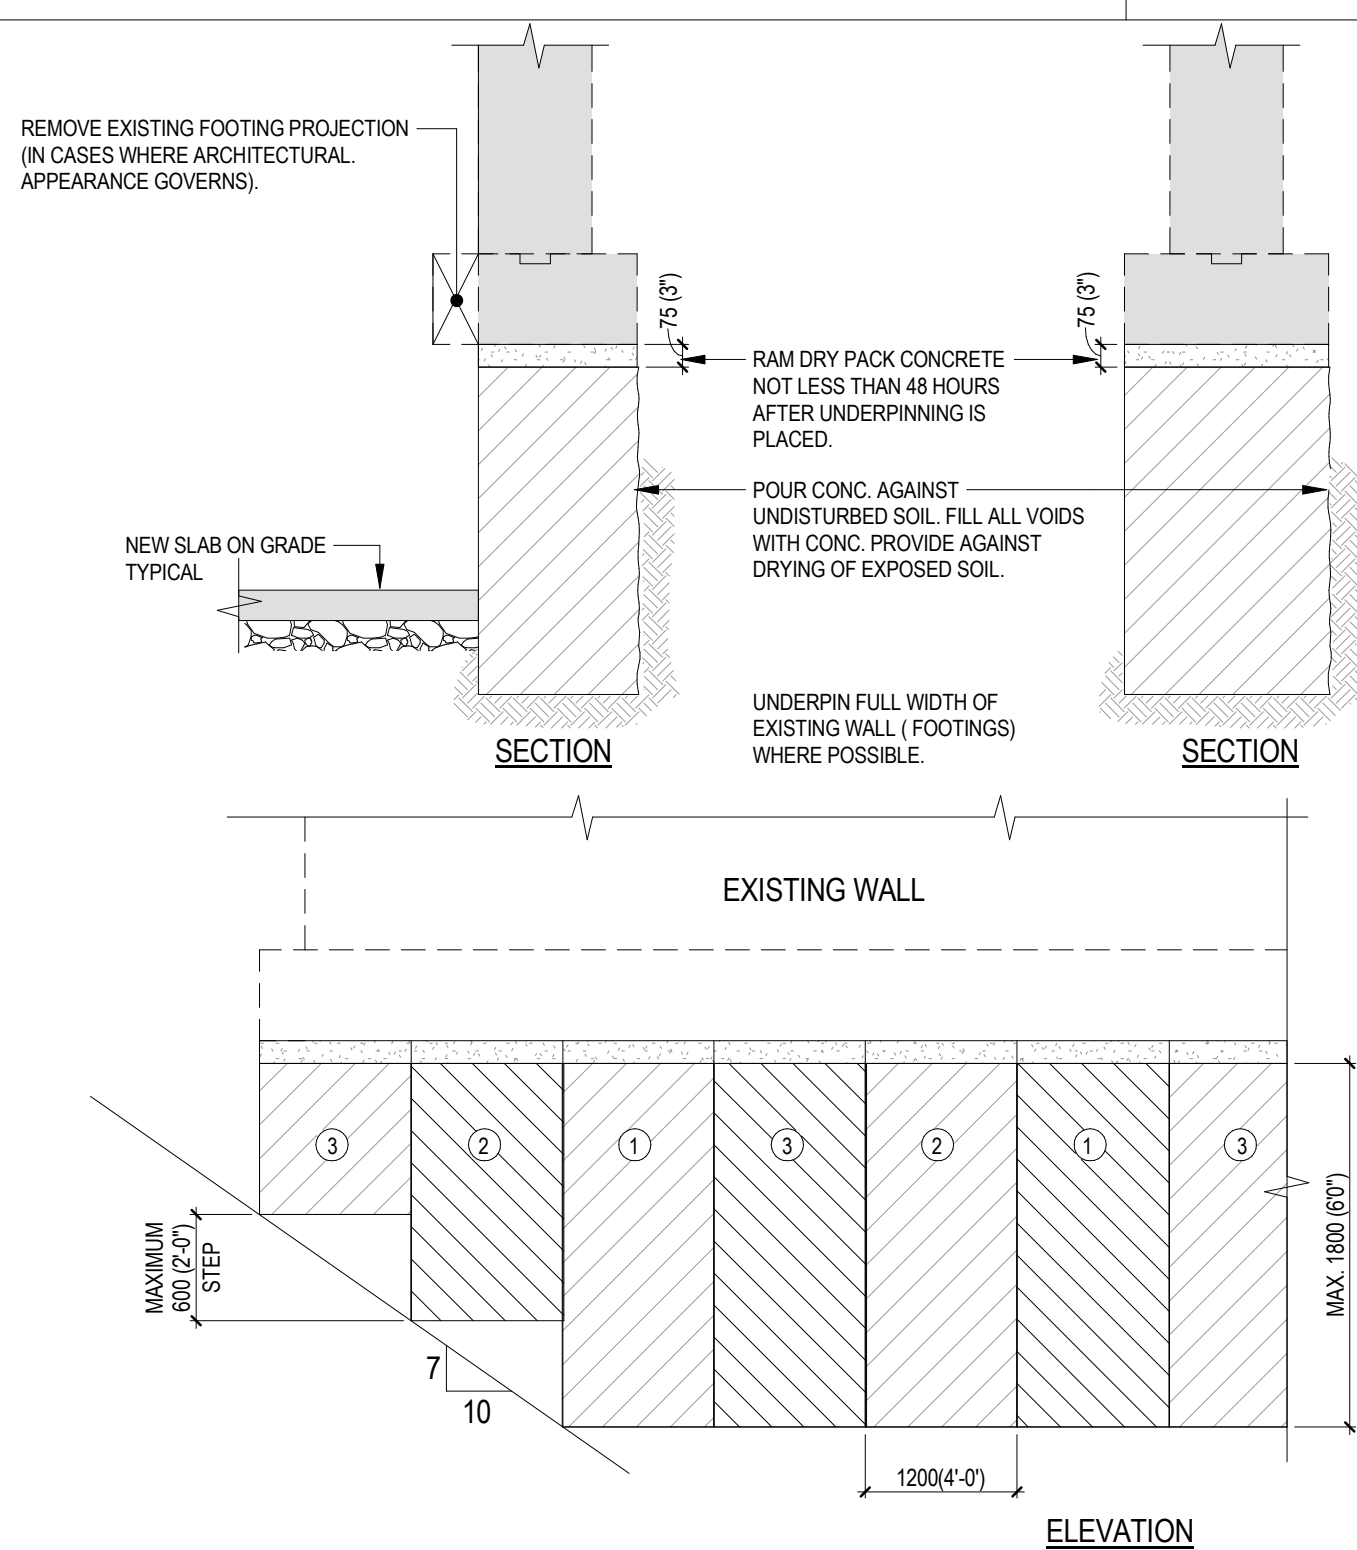 REMOVE EXISTING FOOTING PROJECTION
(IN CASES WHERE ARCHITECTURAL.
APPEARANCE GOVERNS).
75 (3")
75 (3")
RAM DRY PACK CONCRETE
NOT LESS THAN 48 HOURS
AFTER UNDERPINNING IS
PLACED.
POUR CONC. AGAINST
UNDISTURBED SOIL. FILL ALL VOIDS
WITH CONC. PROVIDE AGAINST
DRYING OF EXPOSED SOIL.
NEW SLAB ON GRADE
TYPICAL
UNDERPIN FULL WIDTH OF
EXISTING WALL ( FOOTINGS)
WHERE POSSIBLE.
SECTION
SECTION
EXISTING WALL
3
2
1
3
2
1
3
MAXIMUM
600 (2'-0")
STEP
MAX. 1800 (6'0")
7
10
1200(4'-0')
ELEVATION